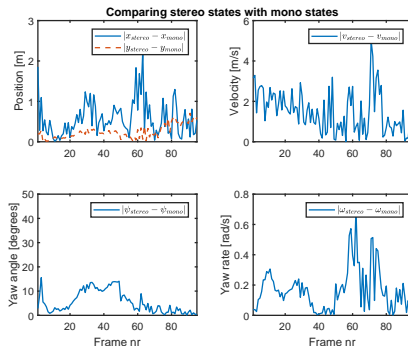 Comparing stereo states with mono states
3
2
1
0
Position [m]
|x_stereo − x_mono|
|y_stereo − y_mono|
20 40 60 80
6
4
2
0
Velocity [m/s]
|v_stereo − v_mono|
20 40 60 80
50
40
30
20
10
0
Yaw angle [degrees]
|ψ_stereo − ψ_mono|
20 40 60 80
Frame nr
0.8
0.6
0.4
0.2
0
Yaw rate [rad/s]
|ω_stereo − ω_mono|
20 40 60 80
Frame nr